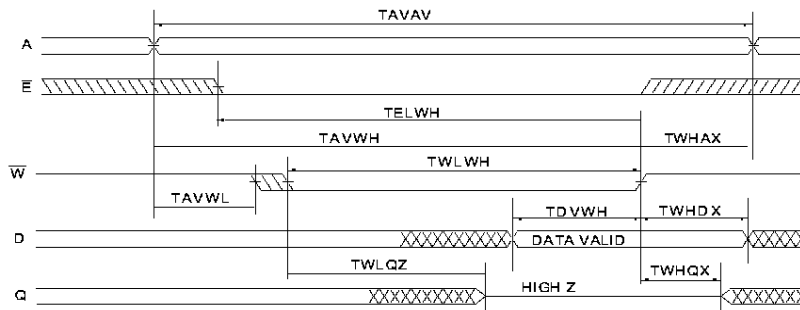 TAVAV
A
E
TELWH
TAVWH TWHAX
W
TWLWH
TAVWL
TDVWH TWHDX
D DATA VALID
TWLQZ TWHQX
Q HIGH Z